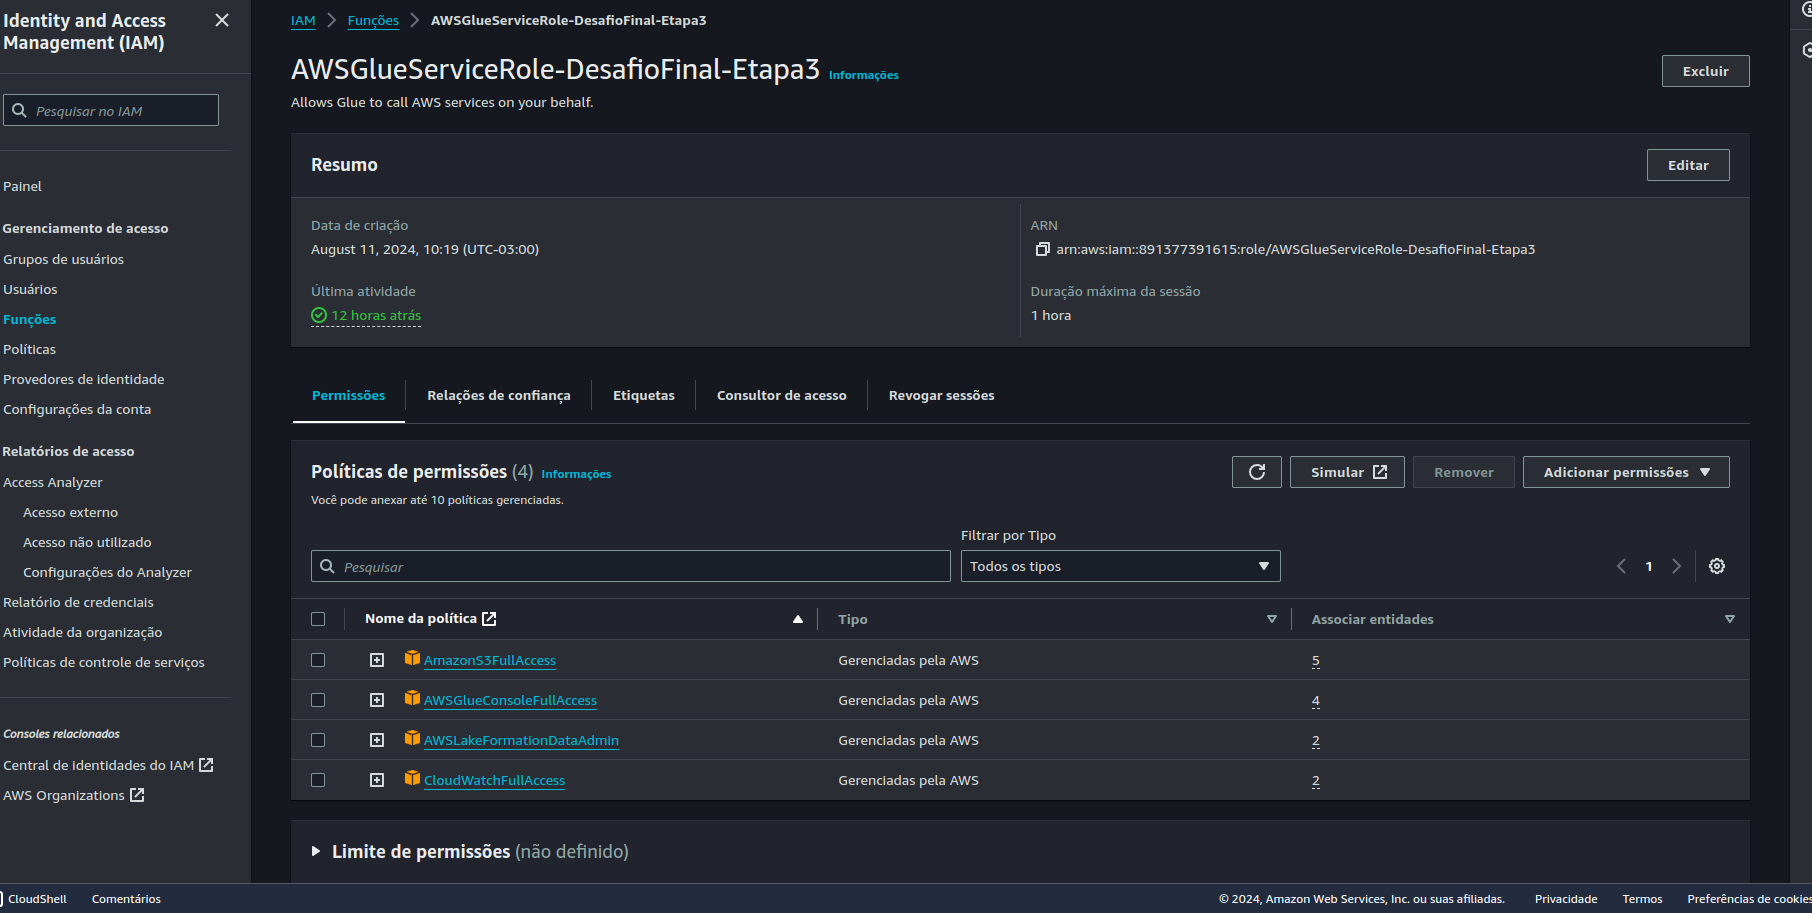 Identity and Access
Management (IAM)
Pesquisar no IAM
Painel
Gerenciamento de acesso
Grupos de usuários
Usuários
Funções
Políticas
Provedores de identidade
Configurações da conta
Relatórios de acesso
Access Analyzer
Acesso externo
Acesso não utilizado
Configurações do Analyzer
Relatório de credenciais
Atividade da organização
Políticas de controle de serviços
Consoles relacionados
Central de identidades do IAM
AWS Organizations
IAM > Funções > AWSGlueServiceRole-DesafioFinal-Etapa3
AWSGlueServiceRole-DesafioFinal-Etapa3 Informações
Excluir
Allows Glue to call AWS services on your behalf.
Resumo
Editar
Data de criação
August 11, 2024, 10:19 (UTC-03:00)
ARN
arn:aws:iam::891377391615:role/AWSGlueServiceRole-DesafioFinal-Etapa3
Última atividade
12 horas atrás
Duração máxima da sessão
1 hora
Permissões
Relações de confiança
Etiquetas
Consultor de acesso
Revogar sessões
Políticas de permissões (4) Informações
Você pode anexar até 10 políticas gerenciadas.
Simular
Remover
Adicionar permissões
Filtrar por Tipo
Pesquisar
Todos os tipos
1
Nome da política Tipo Associar entidades
AmazonS3FullAccess Gerenciadas pela AWS 5
AWSGlueConsoleFullAccess Gerenciadas pela AWS 4
AWSLakeFormationDataAdmin Gerenciadas pela AWS 2
CloudWatchFullAccess Gerenciadas pela AWS 2
Limite de permissões (não definido)
CloudShell
Comentários
© 2024, Amazon Web Services, Inc. ou suas afiliadas.
Privacidade
Termos
Preferências de cookies